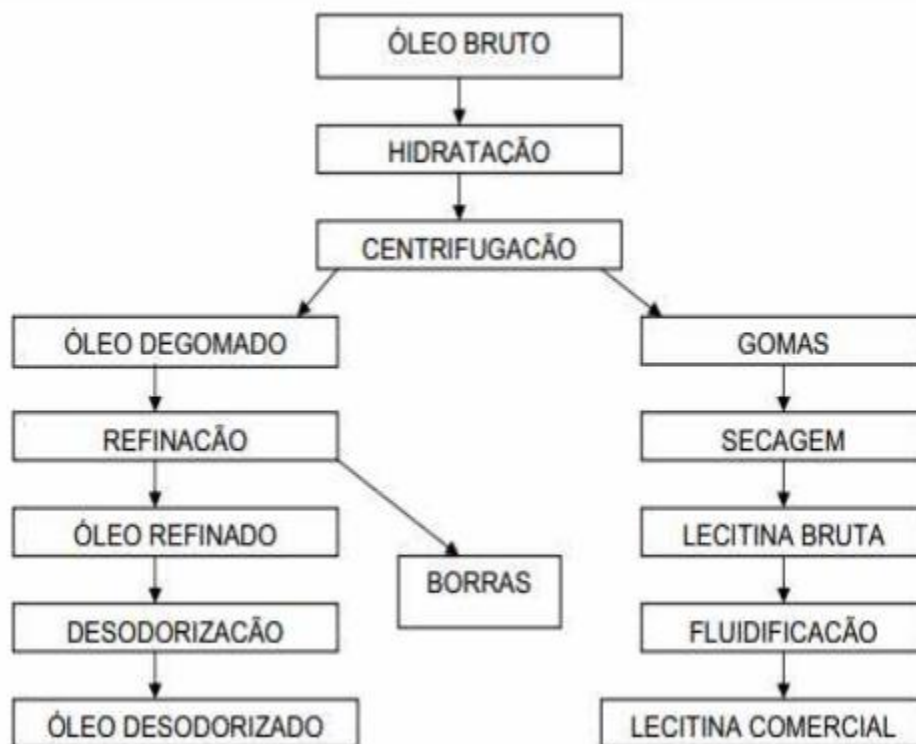 ÓLEO BRUTO
HIDRATAÇÃO
CENTRIFUGACÃO
ÓLEO DEGOMADO
GOMAS
REFINACÃO
SECAGEM
ÓLEO REFINADO
LECITINA BRUTA
BORRAS
DESODORIZACÃO
FLUIDIFICACÃO
ÓLEO DESODORIZADO
LECITINA COMERCIAL